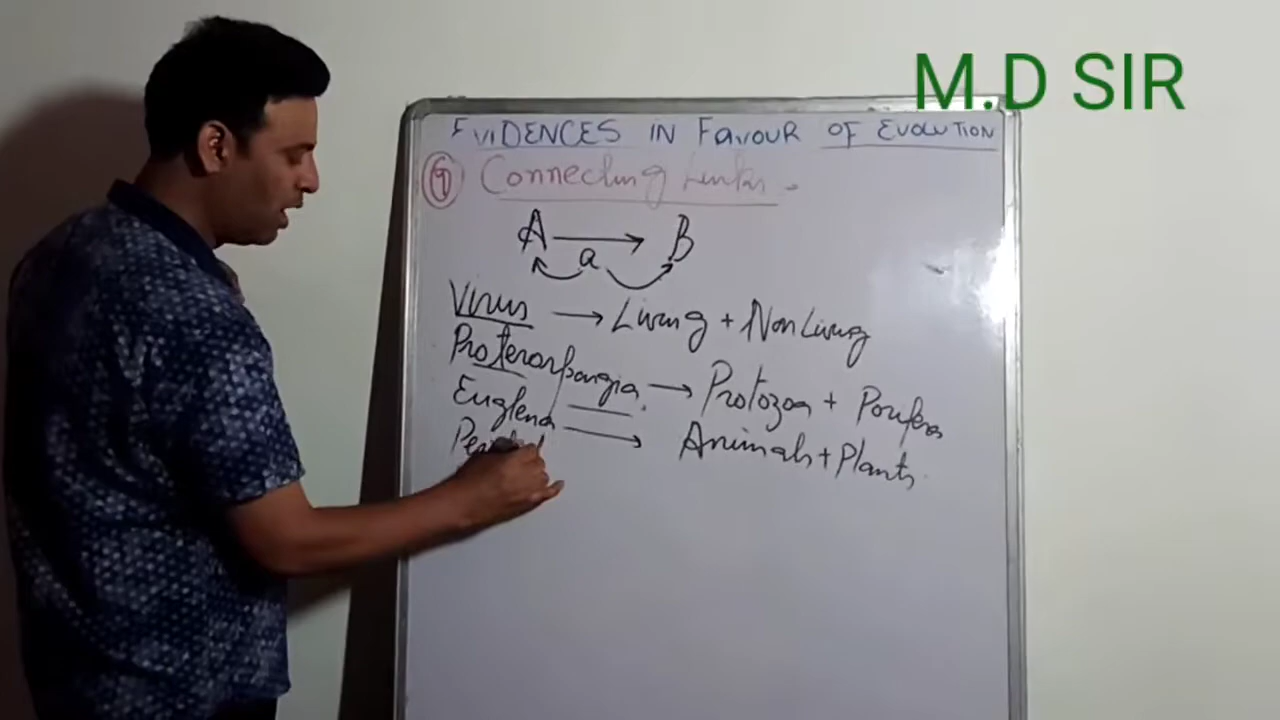 M.D SIR
EVIDENCES IN FAVOUR OF EVOLUTION
9 Connecting Links.
A → B
a
Virus → Living + Non Living
Proterospongia → Protozoa + Porifera
Euglena → Animals + Plants.